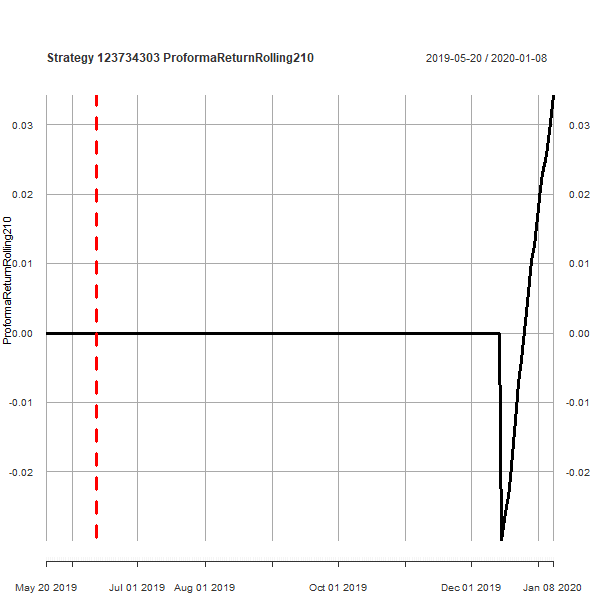 Strategy 123734303 ProformaReturnRolling210
2019-05-20 / 2020-01-08
ProformaReturnRolling210
0.03
0.02
0.01
0.00
-0.01
-0.02
0.03
0.02
0.01
0.00
-0.01
-0.02
May 20 2019
Jul 01 2019
Aug 01 2019
Oct 01 2019
Dec 01 2019
Jan 08 2020